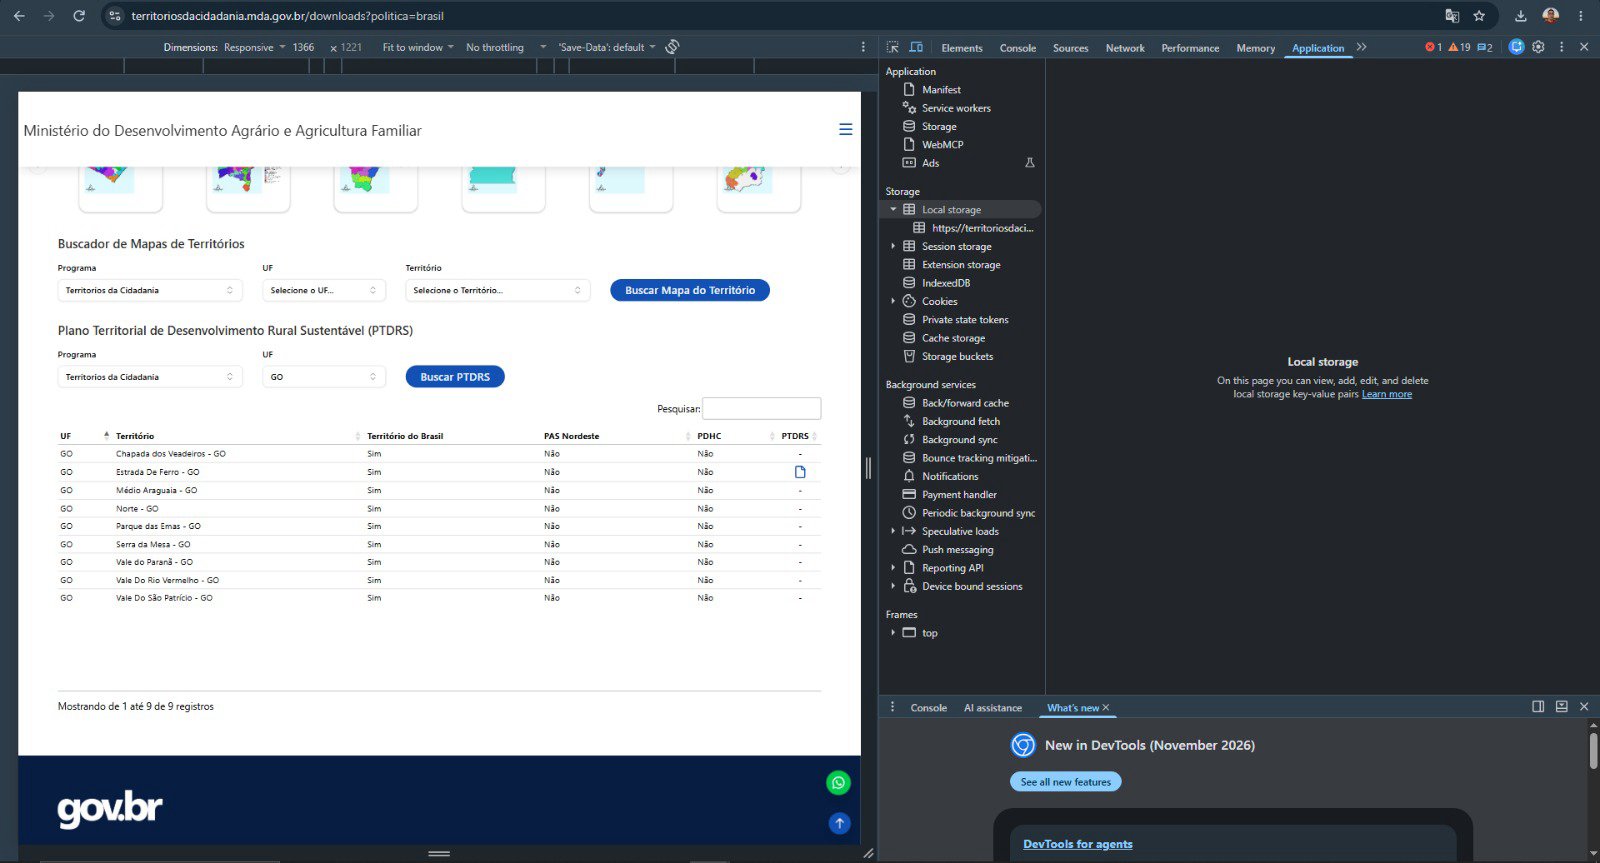 territoriosdacidadania.mda.gov.br/downloads?politica=brasil
Dimensions: Responsive 1366 x 1221 Fit to window No throttling 'Save-Data': default
Elements Console Sources Network Performance Memory Application 1 19 2
Ministério do Desenvolvimento Agrário e Agricultura Familiar
Buscador de Mapas de Territórios
Programa UF Território
Territorios da Cidadania Selecione o UF... Selecione o Território... Buscar Mapa do Território
Plano Territorial de Desenvolvimento Rural Sustentável (PTDRS)
Programa UF
Territorios da Cidadania GO Buscar PTDRS
Pesquisar:
UF Território Território do Brasil PAS Nordeste PDHC PTDRS
GO Chapada dos Veadeiros - GO Sim Não Não -
GO Estrada De Ferro - GO Sim Não Não
GO Médio Araguaia - GO Sim Não Não -
GO Norte - GO Sim Não Não -
GO Parque das Emas - GO Sim Não Não -
GO Serra da Mesa - GO Sim Não Não -
GO Vale do Paranã - GO Sim Não Não -
GO Vale Do Rio Vermelho - GO Sim Não Não -
GO Vale Do São Patrício - GO Sim Não Não -
Mostrando de 1 até 9 de 9 registros
gov.br
Application
Manifest
Service workers
Storage
WebMCP
Ads
Storage
Local storage
https://territoriosdaci...
Session storage
Extension storage
IndexedDB
Cookies
Private state tokens
Cache storage
Storage buckets
Background services
Back/forward cache
Background fetch
Background sync
Bounce tracking mitigati...
Notifications
Payment handler
Periodic background sync
Speculative loads
Push messaging
Reporting API
Device bound sessions
Frames
top
Local storage
On this page you can view, add, edit, and delete
local storage key-value pairs Learn more
Console AI assistance What's new
New in DevTools (November 2026)
See all new features
DevTools for agents